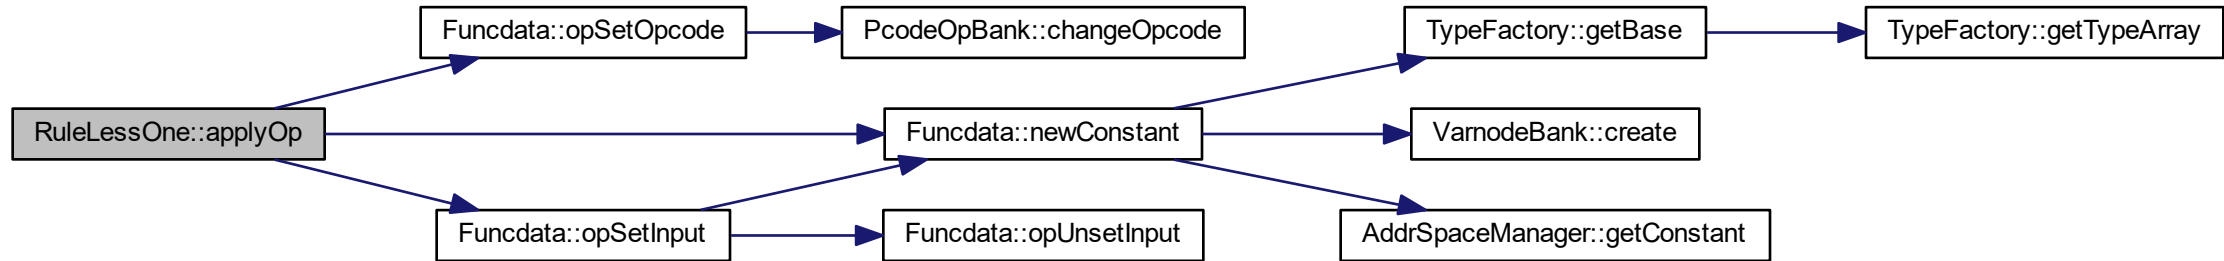 Funcdata::opSetOpcode
PcodeOpBank::changeOpcode
TypeFactory::getBase
TypeFactory::getTypeArray
RuleLessOne::applyOp
Funcdata::newConstant
VarnodeBank::create
Funcdata::opSetInput
Funcdata::opUnsetInput
AddrSpaceManager::getConstant